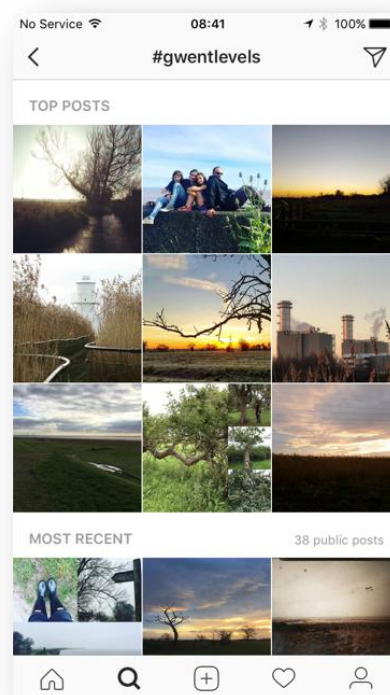 No Service 08:41 100%
#gwentlevels
TOP POSTS
MOST RECENT 38 public posts